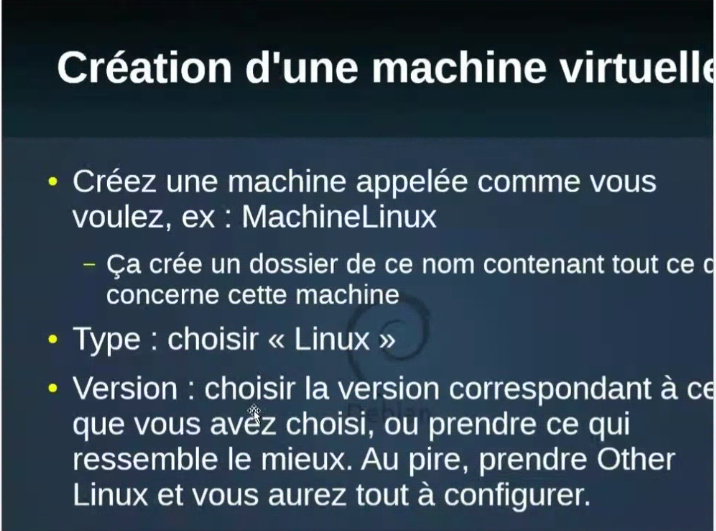 Création d'une machine virtuelle
• Créez une machine appelée comme vous
voulez, ex : MachineLinux
– Ça crée un dossier de ce nom contenant tout ce
concerne cette machine
• Type : choisir « Linux »
• Version : choisir la version correspondant à ce
que vous avez choisi, ou prendre ce qui
ressemble le mieux. Au pire, prendre Other
Linux et vous aurez tout à configurer.
Debian